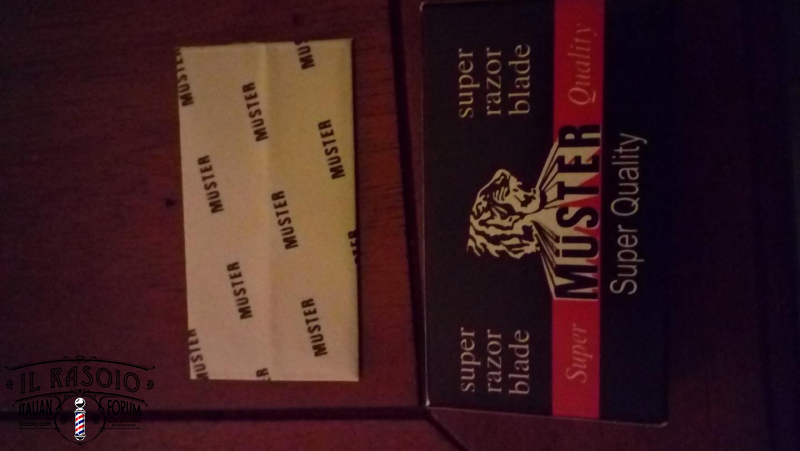 MUSTER
MUSTER
MUSTER
MUSTER
MUSTER
MUSTER
MUSTER
MUSTER
super
razor
blade
super
razor
blade
Super
MUSTER
Quality
Super Quality
IL RASOIO
ITALIAN FORUM